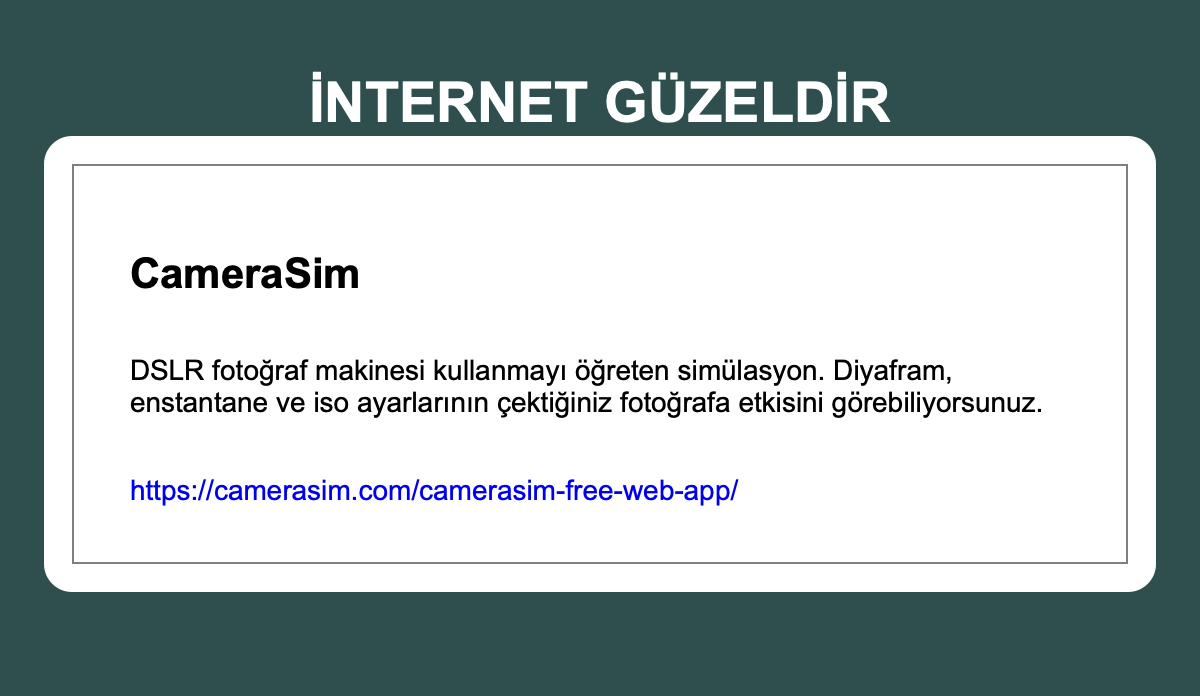 İNTERNET GÜZELDİR
CameraSim
DSLR fotoğraf makinesi kullanmayı öğreten simülasyon. Diyafram,
enstantane ve iso ayarlarının çektiğiniz fotoğrafa etkisini görebiliyorsunuz.
https://camerasim.com/camerasim-free-web-app/